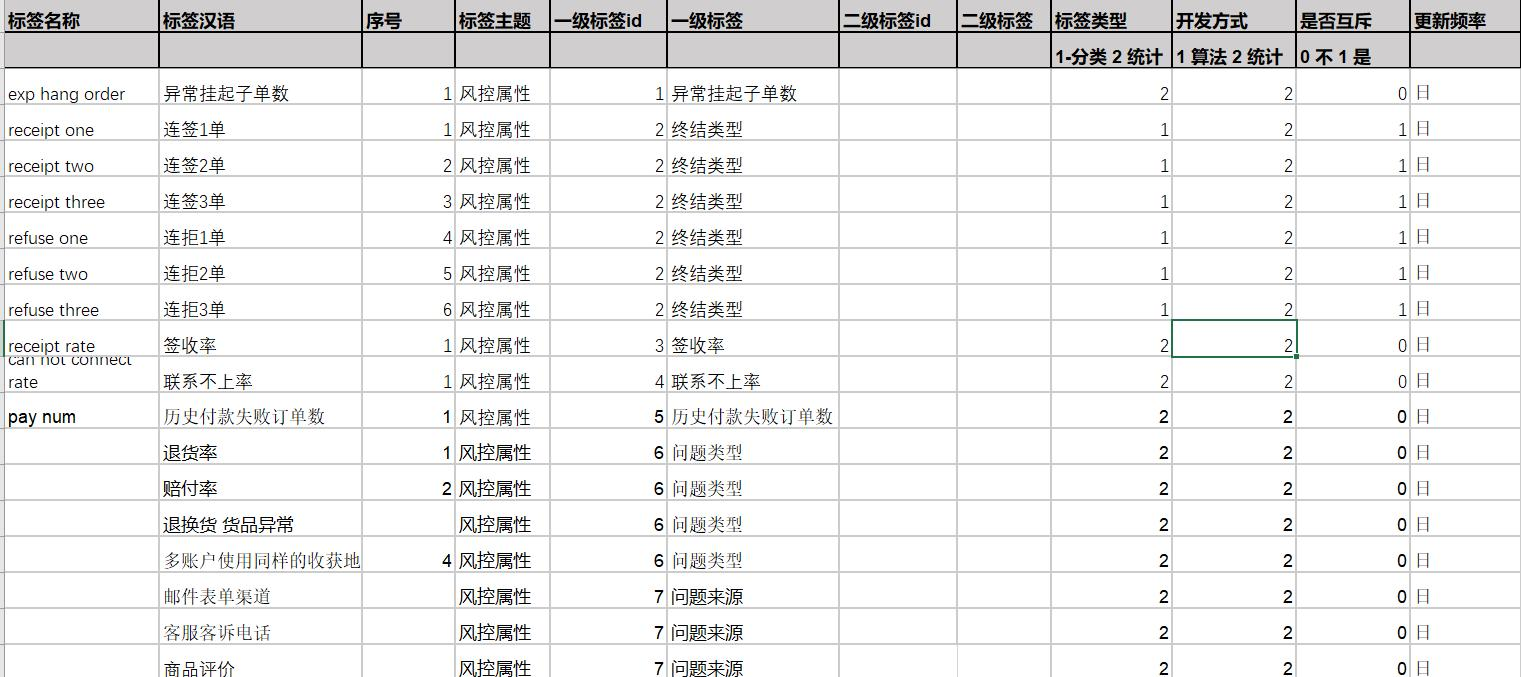 标签名称 标签汉语 序号 标签主题 一级标签id 一级标签 二级标签id 二级标签 标签类型 开发方式 是否互斥 更新频率
1-分类 2 统计 1 算法 2 统计 0 不 1 是
exp hang order 异常挂起子单数 1 风控属性 1 异常挂起子单数 2 2 0 日
receipt one 连签1单 1 风控属性 2 终结类型 1 2 1 日
receipt two 连签2单 2 风控属性 2 终结类型 1 2 1 日
receipt three 连签3单 3 风控属性 2 终结类型 1 2 1 日
refuse one 连拒1单 4 风控属性 2 终结类型 1 2 1 日
refuse two 连拒2单 5 风控属性 2 终结类型 1 2 1 日
refuse three 连拒3单 6 风控属性 2 终结类型 1 2 1 日
receipt rate 签收率 1 风控属性 3 签收率 2 2 0 日
can not connect
rate 联系不上率 1 风控属性 4 联系不上率 2 2 0 日
pay num 历史付款失败订单数 1 风控属性 5 历史付款失败订单数 2 2 0 日
退货率 1 风控属性 6 问题类型 2 2 0 日
赔付率 2 风控属性 6 问题类型 2 2 0 日
退换货 货品异常 风控属性 6 问题类型 2 2 0 日
多账户使用同样的收获地 4 风控属性 6 问题类型 2 2 0 日
邮件表单渠道 风控属性 7 问题来源 2 2 0 日
客服客诉电话 风控属性 7 问题来源 2 2 0 日
商品评价 风控属性 7 问题来源 2 2 0 日